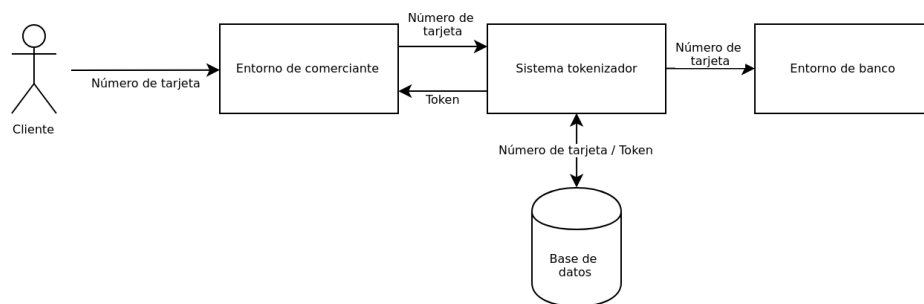 Cliente
Número de tarjeta
Entorno de comerciante
Número de
tarjeta
Token
Sistema tokenizador
Número de tarjeta / Token
Base de
datos
Número de
tarjeta
Entorno de banco